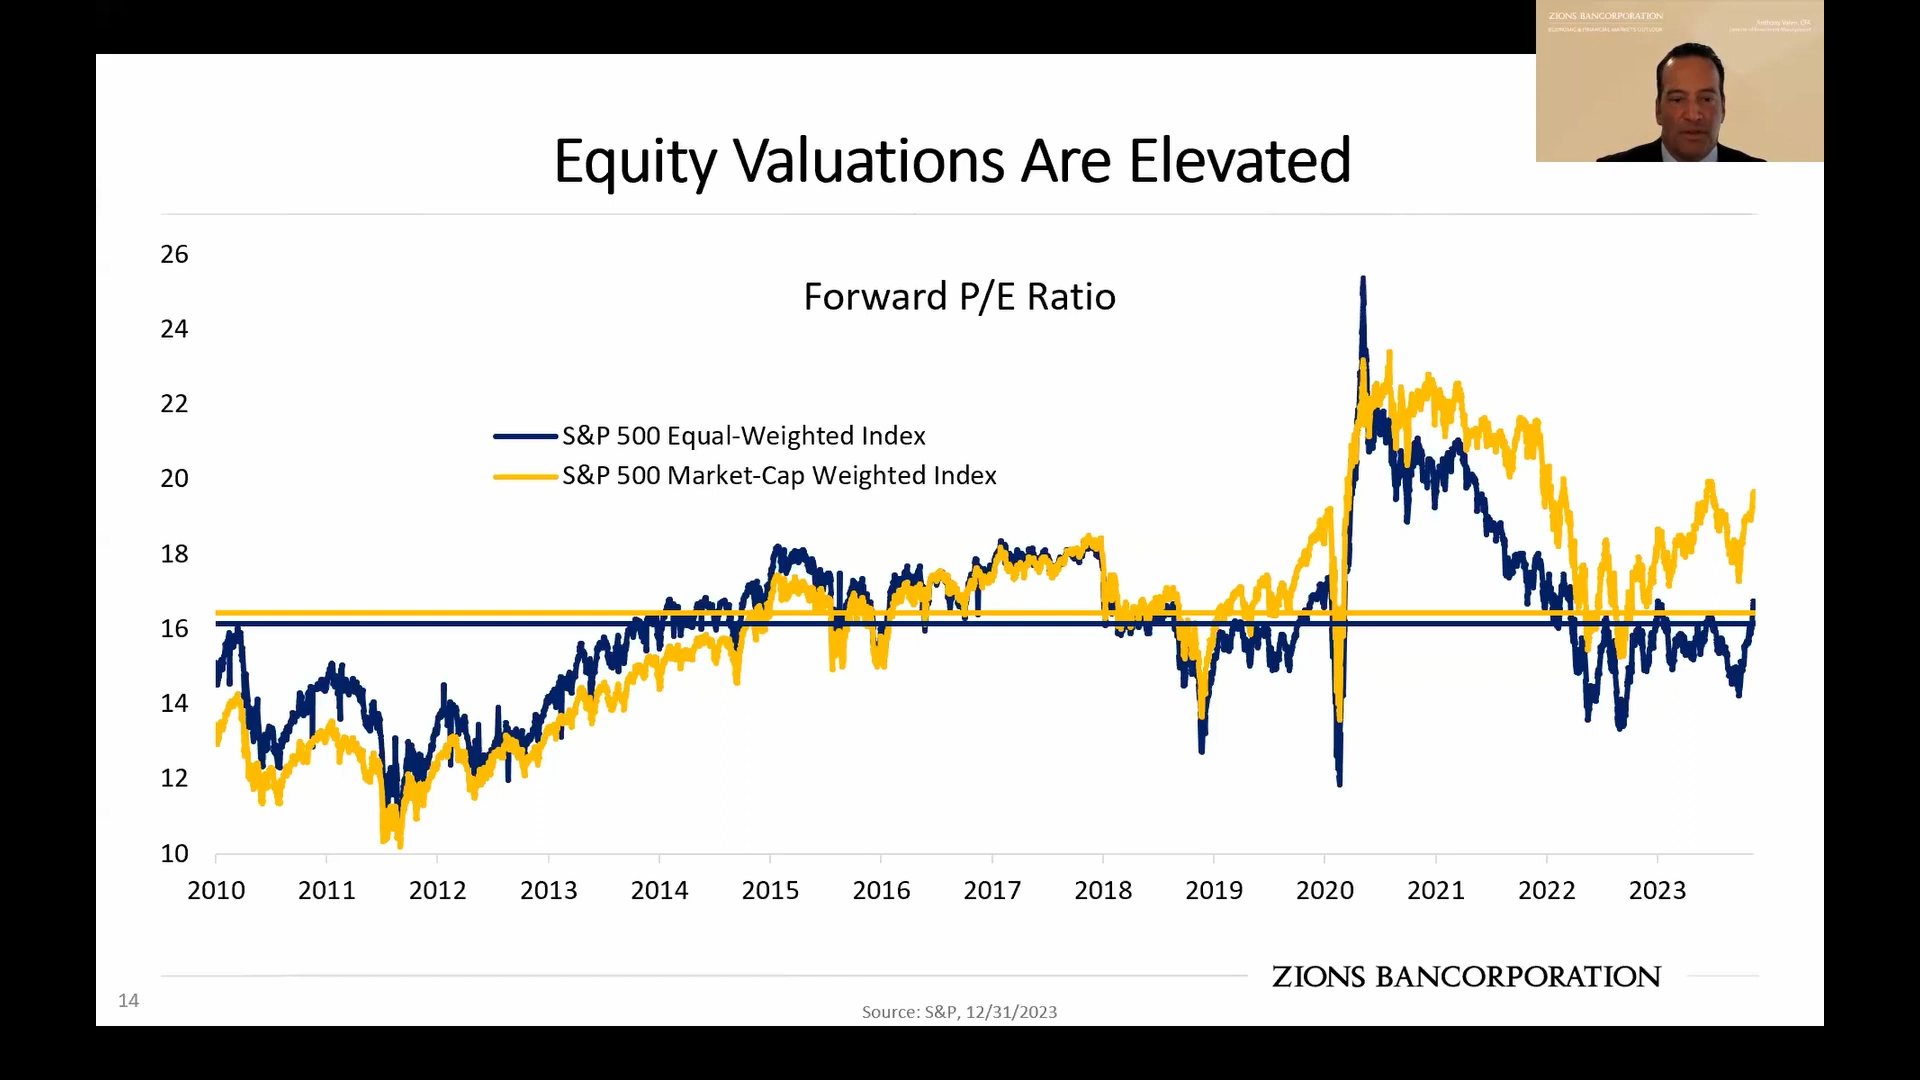 ZIONS BANCORPORATION
Equity Valuations Are Elevated
Forward P/E Ratio
S&P 500 Equal-Weighted Index
S&P 500 Market-Cap Weighted Index
26
24
22
20
18
16
14
12
10
2010 2011 2012 2013 2014 2015 2016 2017 2018 2019 2020 2021 2022 2023
ZIONS BANCORPORATION
14
Source: S&P, 12/31/2023